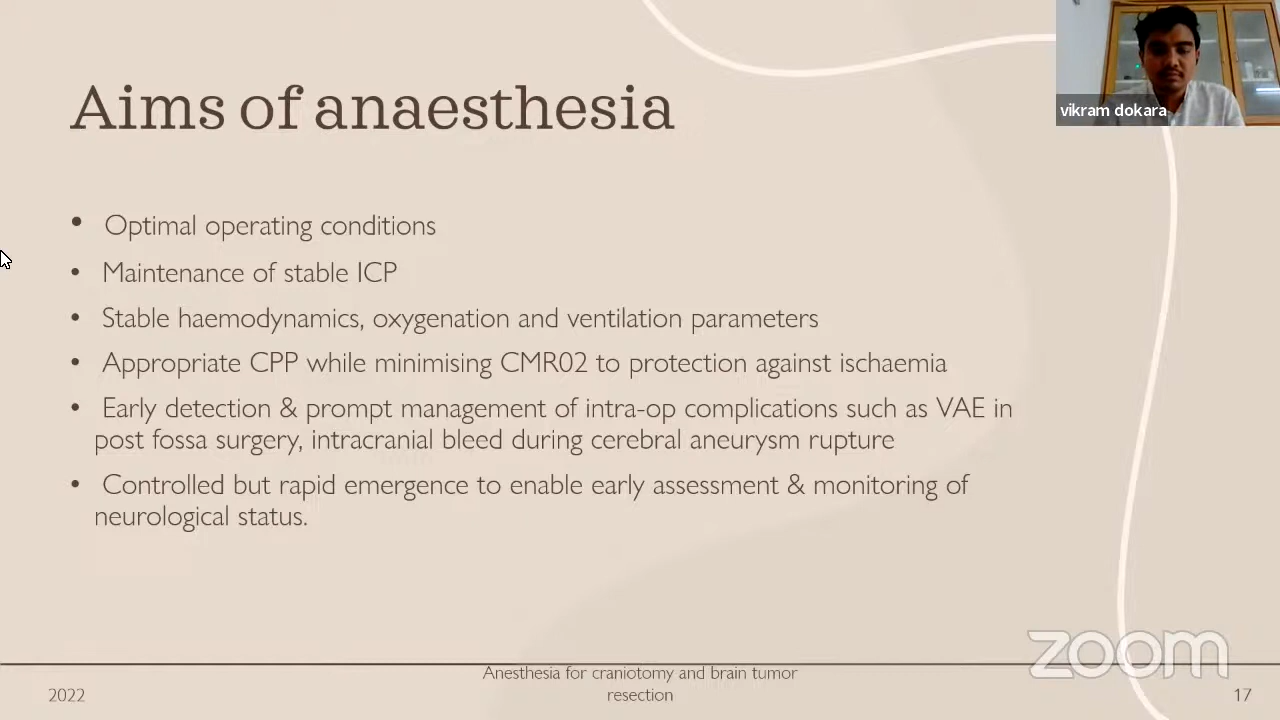 Aims of anaesthesia
vikram dokara
• Optimal operating conditions
• Maintenance of stable ICP
• Stable haemodynamics, oxygenation and ventilation parameters
• Appropriate CPP while minimising CMR02 to protection against ischaemia
• Early detection & prompt management of intra-op complications such as VAE in
post fossa surgery, intracranial bleed during cerebral aneurysm rupture
• Controlled but rapid emergence to enable early assessment & monitoring of
neurological status.
zoom
2022
Anesthesia for craniotomy and brain tumor
resection
17